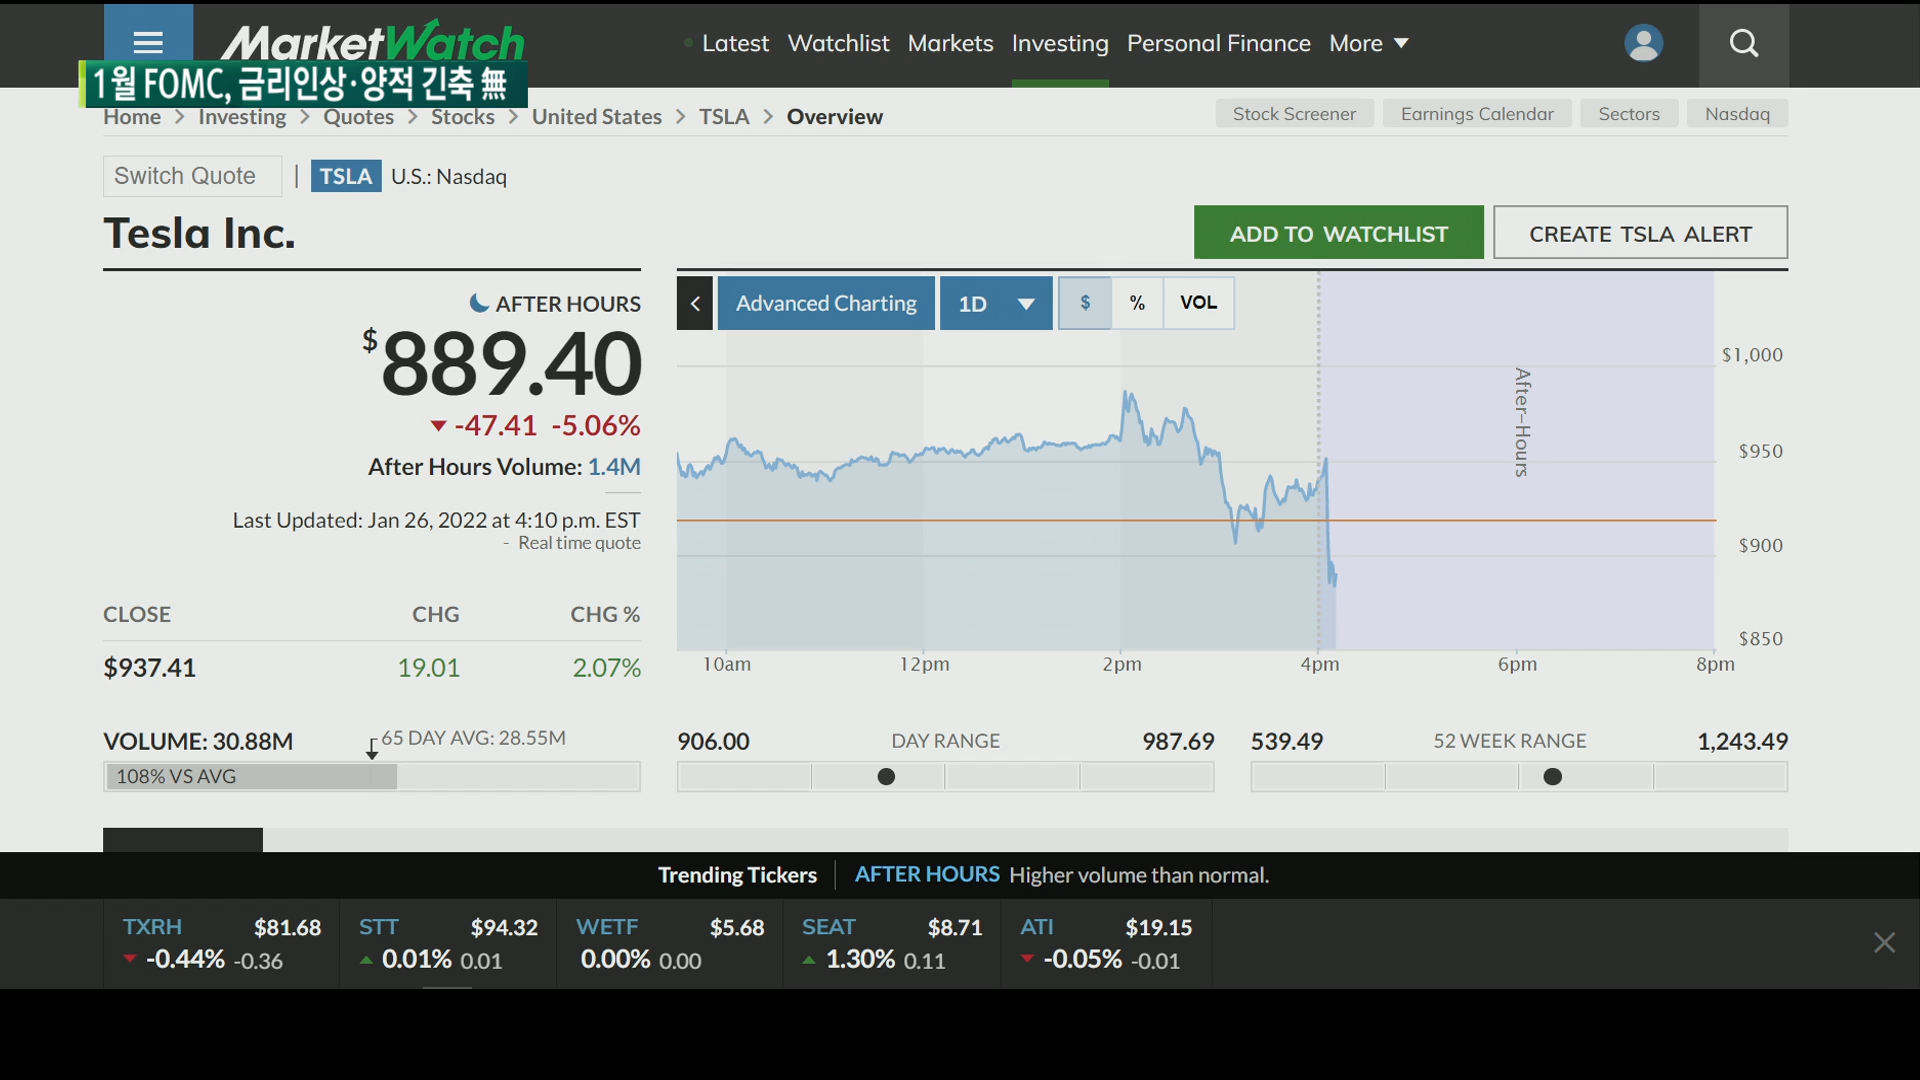 MarketWatch
Latest Watchlist Markets Investing Personal Finance More
1월 FOMC, 금리인상·양적 긴축 無
Home > Investing > Quotes > Stocks > United States > TSLA > Overview
Stock Screener Earnings Calendar Sectors Nasdaq
Switch Quote | TSLA U.S.: Nasdaq
Tesla Inc.
ADD TO WATCHLIST CREATE TSLA ALERT
AFTER HOURS
$889.40
-47.41 -5.06%
After Hours Volume: 1.4M
Last Updated: Jan 26, 2022 at 4:10 p.m. EST
- Real time quote
CLOSE CHG CHG %
$937.41 19.01 2.07%
Advanced Charting 1D $ % VOL
After-Hours
$1,000
$950
$900
$850
10am 12pm 2pm 4pm 6pm 8pm
VOLUME: 30.88M 65 DAY AVG: 28.55M
108% VS AVG
906.00 DAY RANGE 987.69
539.49 52 WEEK RANGE 1,243.49
Trending Tickers AFTER HOURS Higher volume than normal.
TXRH $81.68
-0.44% -0.36
STT $94.32
0.01% 0.01
WETF $5.68
0.00% 0.00
SEAT $8.71
1.30% 0.11
ATI $19.15
-0.05% -0.01